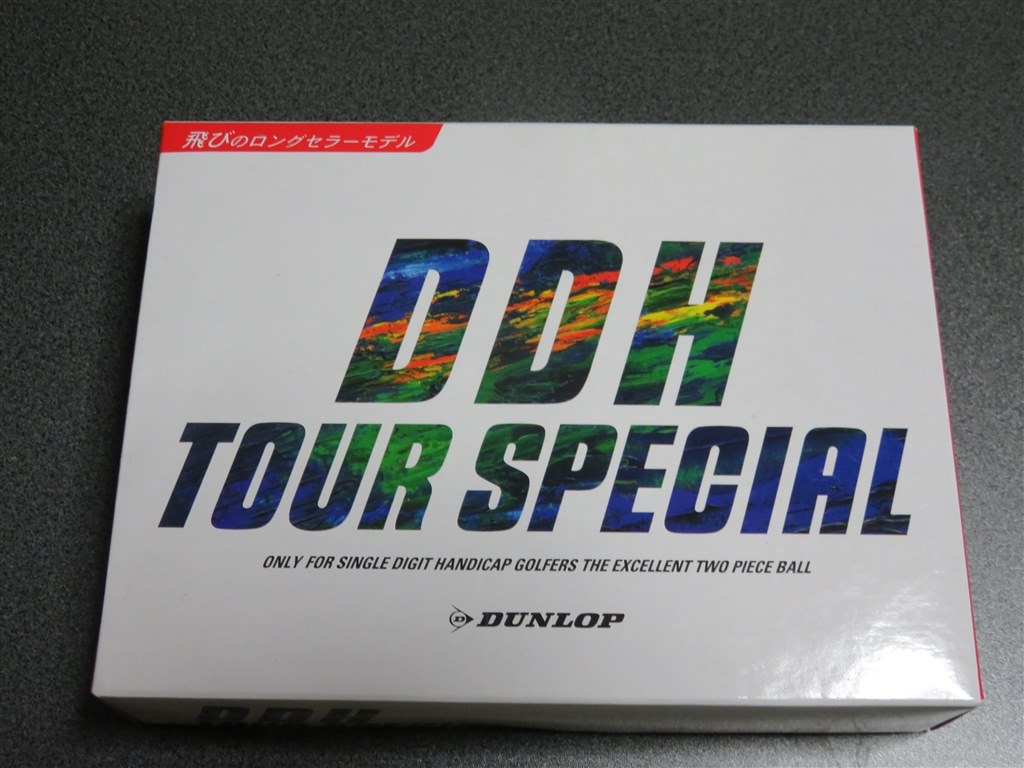 飛びのロングセラーモデル
DDH
TOUR SPECIAL
ONLY FOR SINGLE DIGIT HANDICAP GOLFERS THE EXCELLENT TWO PIECE BALL
D DUNLOP
DDH